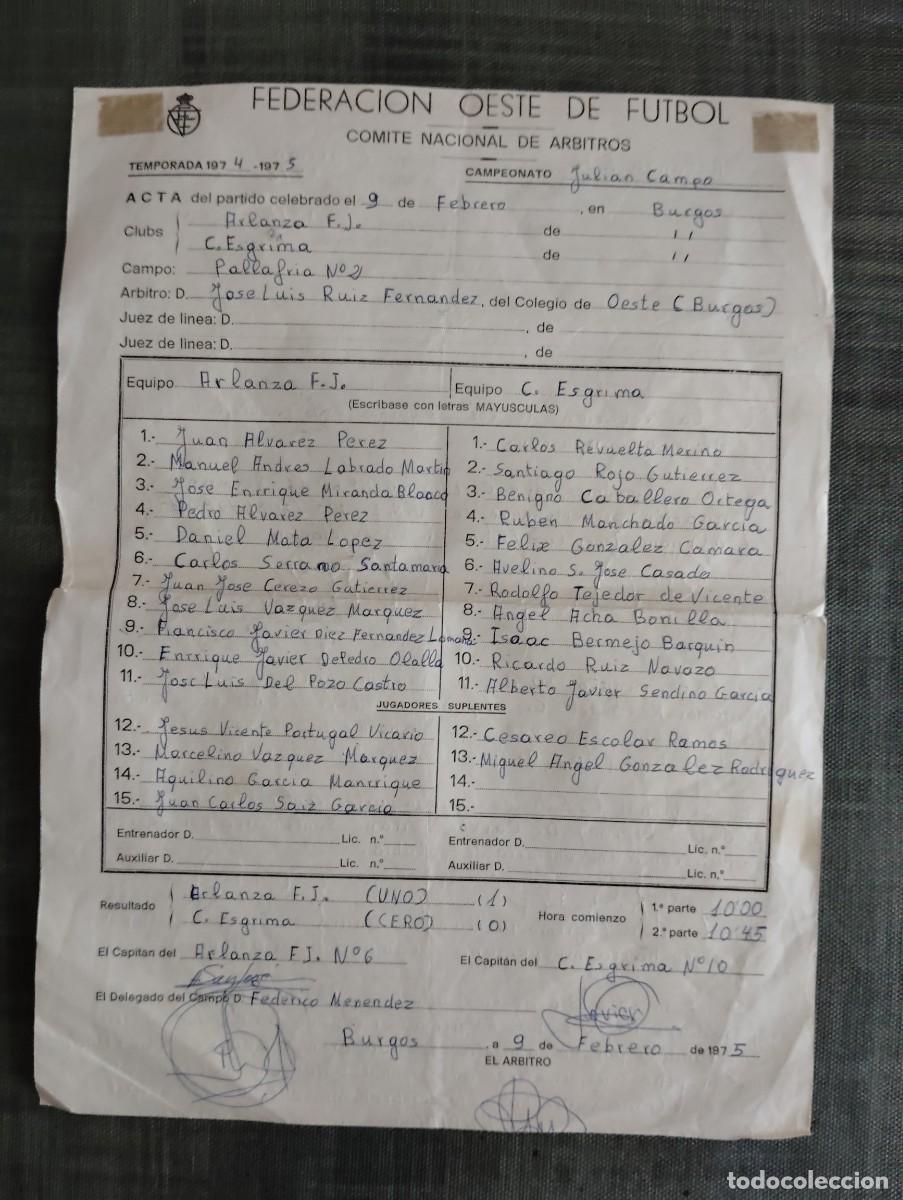 FEDERACION OESTE DE FUTBOL
COMITE NACIONAL DE ARBITROS
TEMPORADA 1974-1975 CAMPEONATO Julian Campo
ACTA del partido celebrado el 9 de Febrero, en Burgos
Clubs Arlanza F.J. de 11
C. Esgrima de 11
Campo: Pallafria Nº 2
Arbitro: D. Jose Luis Ruiz Fernandez, del Colegio de Oeste (Burgos)
Juez de linea: D. , de
Juez de linea: D. , de
Equipo Arlanza F.J. Equipo C. Esgrima
(Escribase con letras MAYUSCULAS)
1.- Juan Alvarez Perez 1.- Carlos Revuelta Merino
2.- Manuel Andres Labrado Martin 2.- Santiago Rojo Gutierrez
3.- Jose Enrrique Miranda Blanco 3.- Benigno Caballero Ortega
4.- Pedro Alvarez Perez 4.- Ruben Manchado Garcia
5.- Daniel Mata Lopez 5.- Felix Gonzalez Camara
6.- Carlos Serrano Santamaria 6.- Avelino S. Jose Casado
7.- Juan Jose Cerezo Gutierrez 7.- Rodolfo Tejedor de Vicente
8.- Jose Luis Vazquez Marquez 8.- Angel Acha Bonilla
9.- Francisco Javier Diez Fernandez Lomana 9.- Isaac Bermejo Barquin
10.- Enrrique Javier DePedro Olalla 10.- Ricardo Ruiz Navazo
11.- Jose Luis Del Pozo Castro 11.- Alberto Javier Sendino Garcia
JUGADORES SUPLENTES
12.- Jesus Vicente Portugal Vicario 12.- Cesareo Escolar Ramos
13.- Marcelino Vazquez Marquez 13.- Miguel Angel Gonzalez Rodriguez
14.- Aquilino Garcia Manrrique 14.-
15.- Juan Carlos Saiz Garcia 15.-
Entrenador D. Lic. n.º Entrenador D. Lic. n.º
Auxiliar D. Lic. n.º Auxiliar D. Lic. n.º
Resultado Arlanza F.J. (UNO) (1) Hora comienzo 1.ª parte 10'00
C. Esgrima (CERO) (0) 2.ª parte 10'45
El Capitan del Arlanza FJ. Nº 6 El Capitán del C. Esgrima Nº 10
El Delegado del Campo D. Federico Menendez
Javier
Burgos, a 9 de Febrero de 1975
EL ARBITRO
todocoleccion